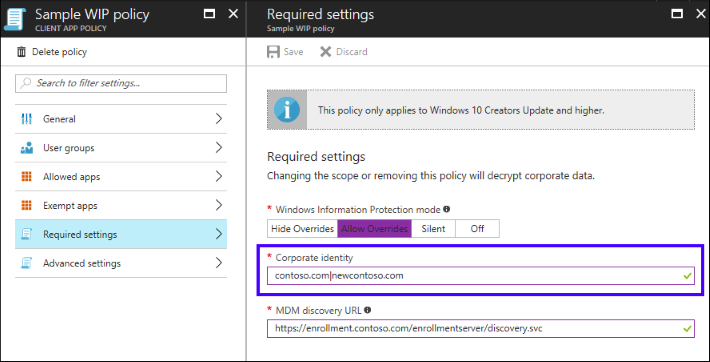 Sample WIP policy
CLIENT APP POLICY
Delete policy
Search to filter settings...
General
User groups
Allowed apps
Exempt apps
Required settings
Advanced settings
Required settings
Sample WIP policy
Save Discard
This policy only applies to Windows 10 Creators Update and higher.
Required settings
Changing the scope or removing this policy will decrypt corporate data.
* Windows Information Protection mode
Hide Overrides Allow Overrides Silent Off
* Corporate identity
contoso.com|newcontoso.com
* MDM discovery URL
https://enrollment.contoso.com/enrollmentserver/discovery.svc